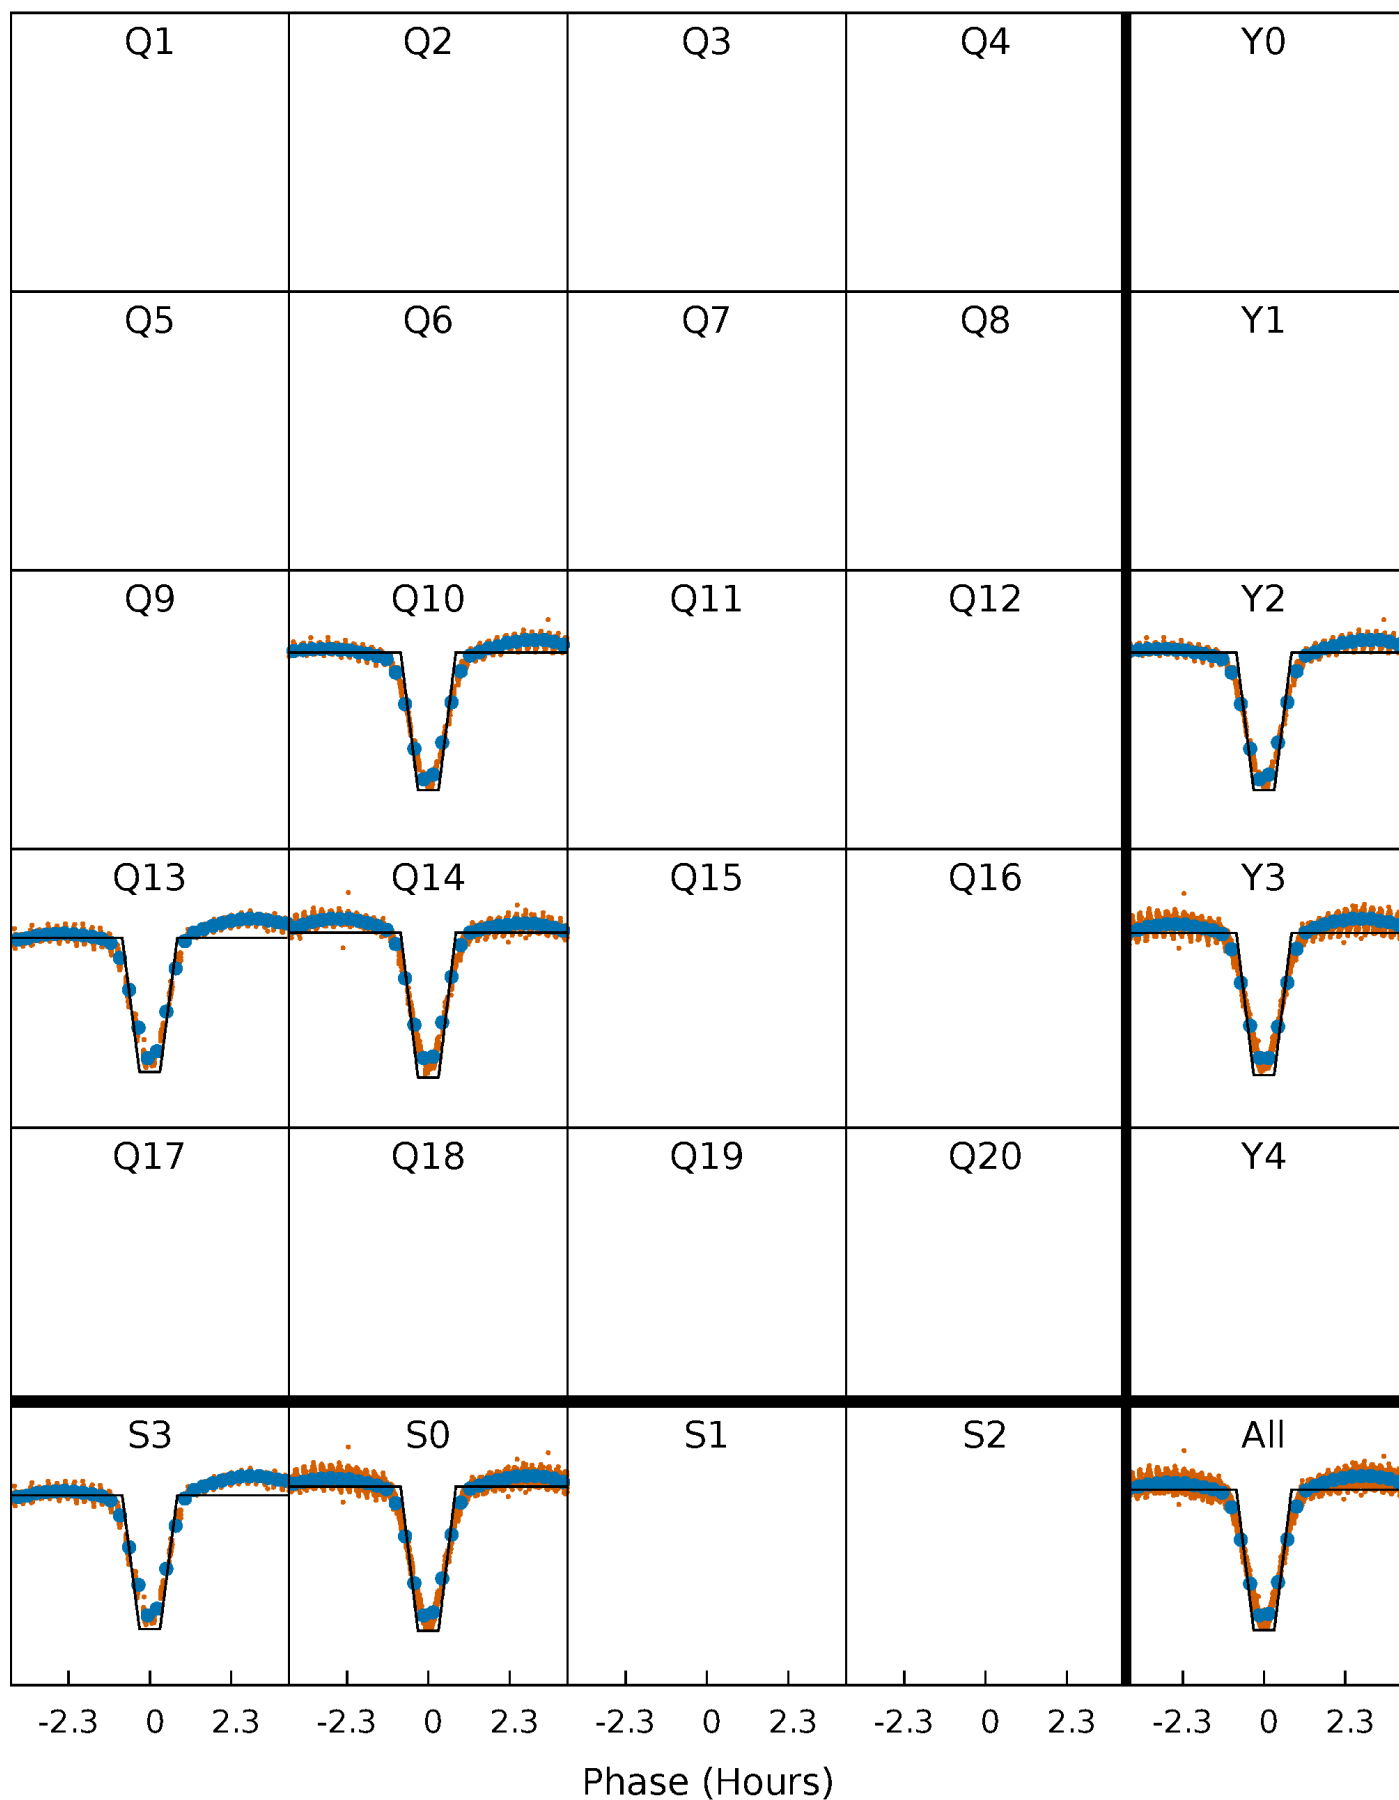 Q1 Q2 Q3 Q4 Y0
Q5 Q6 Q7 Q8 Y1
Q9 Q10 Q11 Q12 Y2
Q13 Q14 Q15 Q16 Y3
Q17 Q18 Q19 Q20 Y4
S3 S0 S1 S2 All
-2.3 0 2.3 -2.3 0 2.3 -2.3 0 2.3 -2.3 0 2.3 -2.3 0 2.3
Phase (Hours)